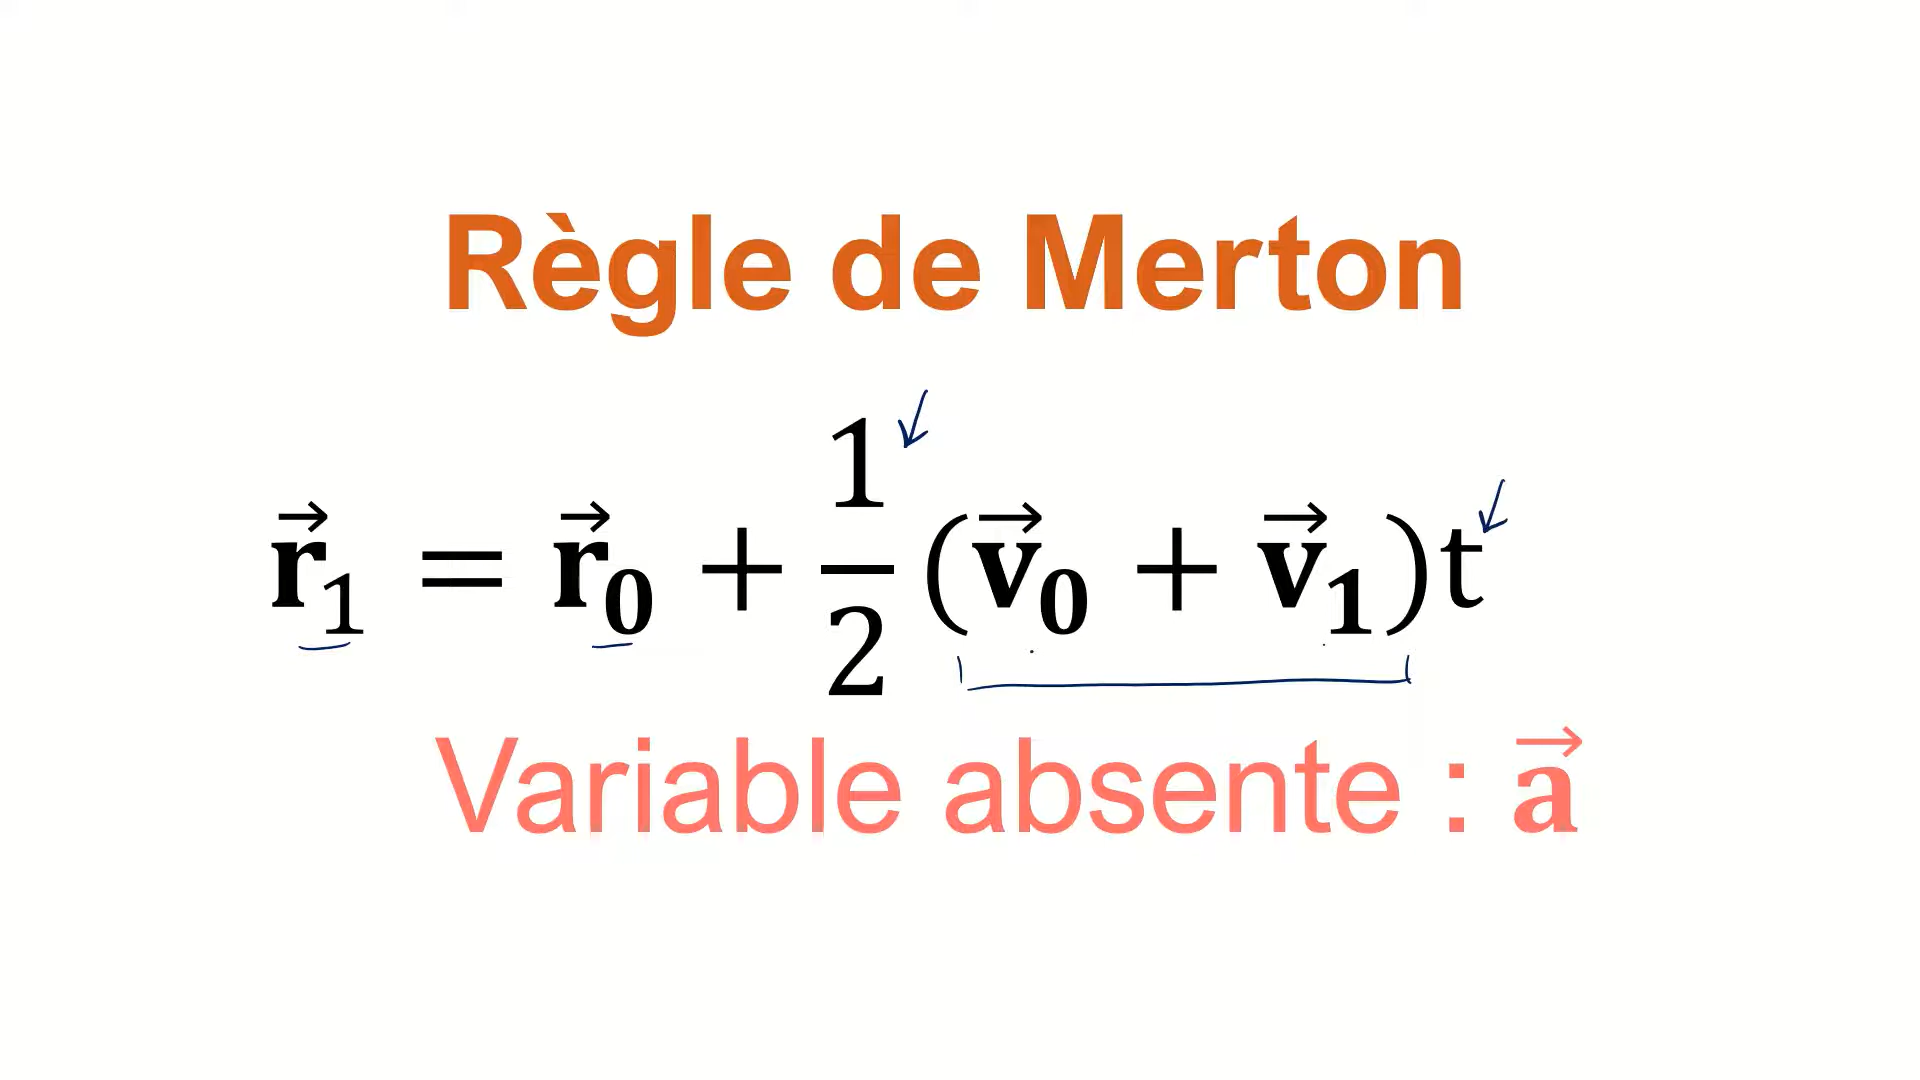 Règle de Merton
r⃗₁ = r⃗₀ + 1/2 (v⃗₀ + v⃗₁)t
Variable absente : a⃗